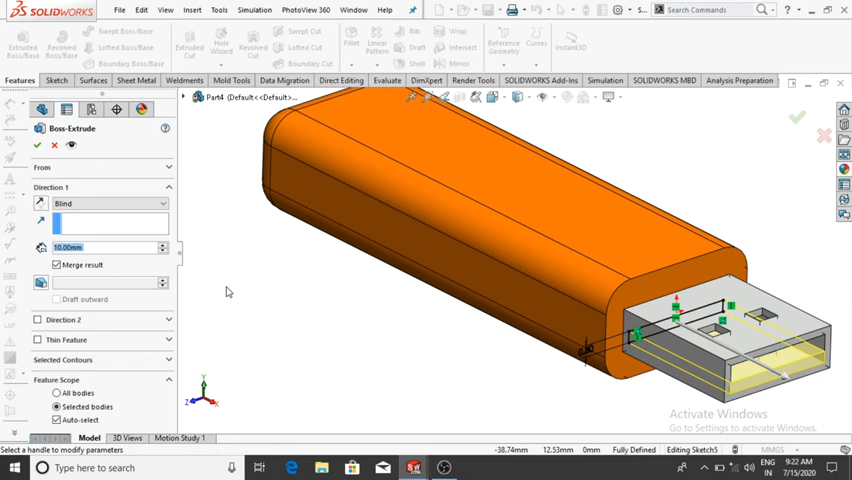 SOLIDWORKS File Edit View Insert Tools Simulation PhotoView 360 Window S... Search Commands
Extruded Boss/Base
Revolved Boss/Base
Swept Boss/Base
Lofted Boss/Base
Boundary Boss/Base
Extruded Cut
Hole Wizard
Revolved Cut
Swept Cut
Lofted Cut
Boundary Cut
Fillet
Linear Pattern
Rib
Draft
Shell
Wrap
Intersect
Mirror
Reference Geometry
Curves
Instant3D
Features Sketch Surfaces Sheet Metal Weldments Mold Tools Data Migration Direct Editing Evaluate DimXpert Render Tools SOLIDWORKS Add-Ins Simulation SOLIDWORKS MBD Analysis Preparation
Part4 (Default<<Default>...
Boss-Extrude
From
Direction 1
Blind
10.00mm
Merge result
Draft outward
Direction 2
Thin Feature
Selected Contours
Feature Scope
All bodies
Selected bodies
Auto-select
0.80
Y
Z
X
Activate Windows
Go to Settings to activate Windows.
Model 3D Views Motion Study 1
Select a handle to modify parameters -38.74mm 12.53mm 0mm Fully Defined Editing Sketch5 MMGS
Type here to search
ENG
IN
9:22 AM
7/15/2020